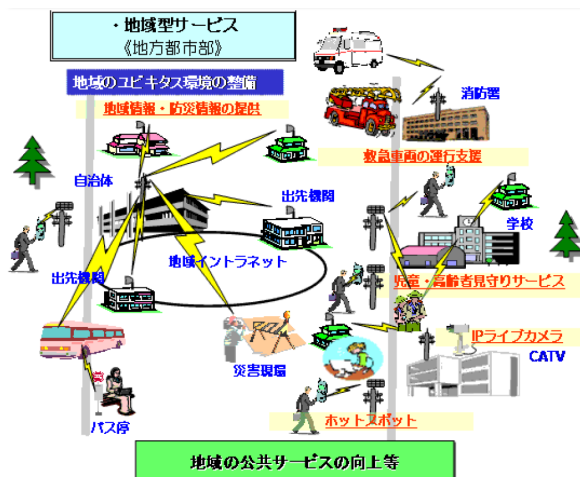 ・地域型サービス
《地方都市部》
地域のユビキタス環境の整備
地域情報・防災情報の提供
消防署
救急車両の運行支援
自治体
出先機関
学校
出先機関
地域イントラネット
児童・高齢者見守りサービス
IPライブカメラ
CATV
災害現場
バス停
ホットスポット
地域の公共サービスの向上等